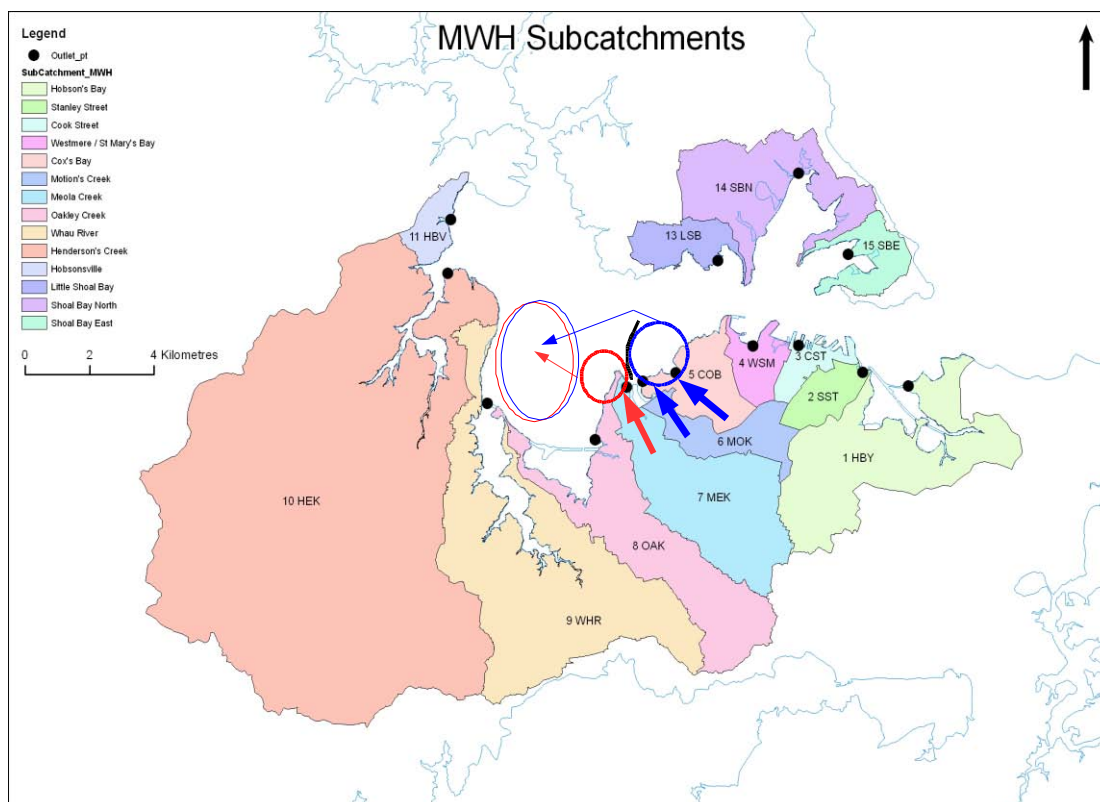 MWH Subcatchments
Legend
Outlet_pt
SubCatchment_MWH
Hobson's Bay
Stanley Street
Cook Street
Westmere / St Mary's Bay
Cox's Bay
Motion's Creek
Meola Creek
Oakley Creek
Whau River
Henderson's Creek
Hobsonsville
Little Shoal Bay
Shoal Bay North
Shoal Bay East
0 2 4 Kilometres
14 SBN
11 HBV
13 LSB
15 SBE
4 WSM
3 CST
5 COB
2 SST
6 MOK
1 HBY
10 HEK
7 MEK
8 OAK
9 WHR